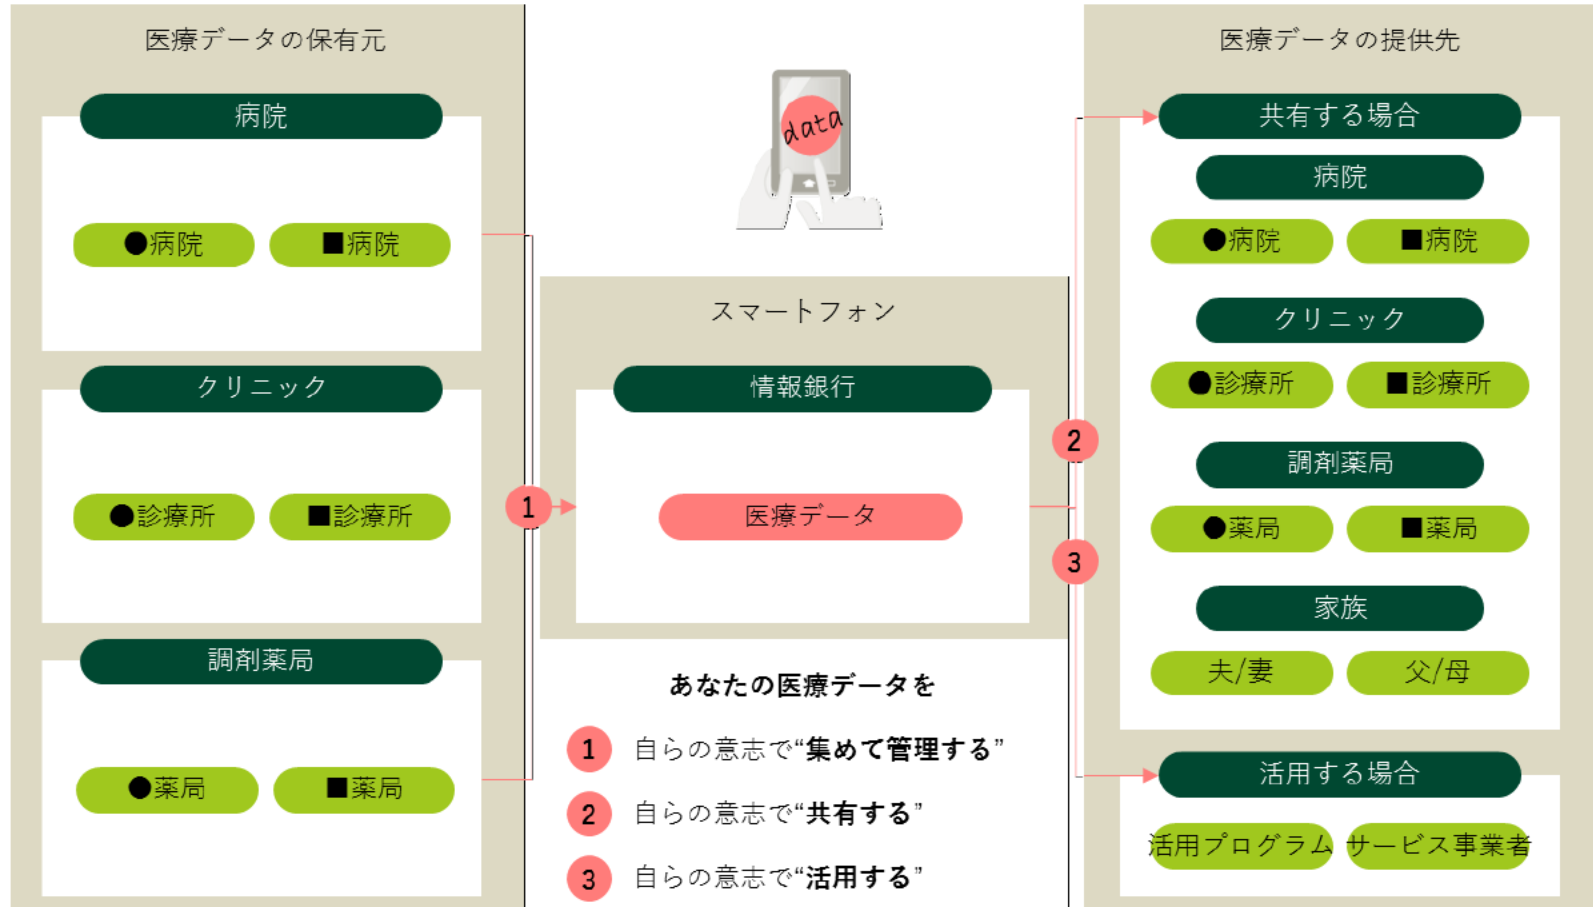 医療データの保有元
病院
●病院
■病院
クリニック
●診療所
■診療所
調剤薬局
●薬局
■薬局
data
スマートフォン
情報銀行
医療データ
1
2
3
あなたの医療データを
1 自らの意志で“集めて管理する”
2 自らの意志で“共有する”
3 自らの意志で“活用する”
医療データの提供先
共有する場合
病院
●病院
■病院
クリニック
●診療所
■診療所
調剤薬局
●薬局
■薬局
家族
夫/妻
父/母
活用する場合
活用プログラム
サービス事業者